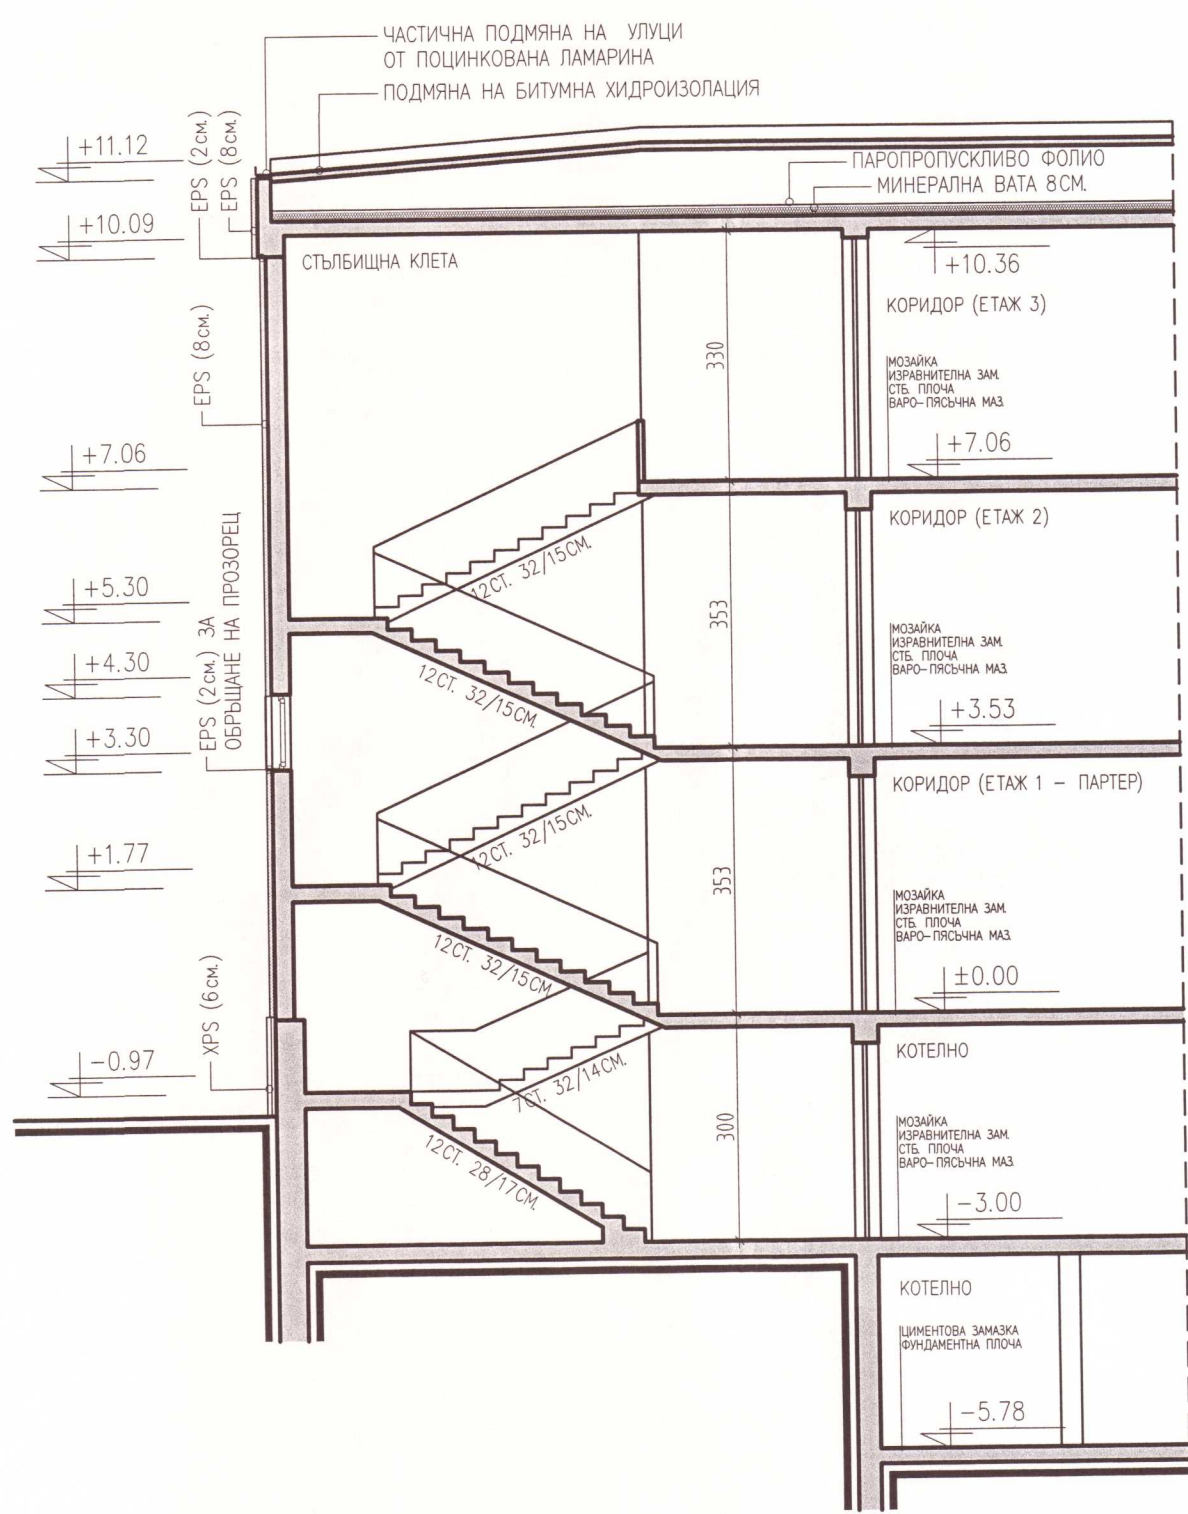 ЧАСТИЧНА ПОДМЯНА НА УЛУЦИ
ОТ ПОЦИНКОВАНА ЛАМАРИНА
ПОДМЯНА НА БИТУМНА ХИДРОИЗОЛАЦИЯ
+11.12
EPS (2см.)
EPS (8см.)
ПАРОПРОПУСКЛИВО ФОЛИО
МИНЕРАЛНА ВАТА 8СМ.
+10.09
СТЪЛБИЩНА КЛЕТА
+10.36
КОРИДОР (ЕТАЖ 3)
EPS (8см.)
330
МОЗАЙКА
ИЗРАВНИТЕЛНА ЗАМ.
СТБ. ПЛОЧА
ВАРО-ПЯСЪЧНА МАЗ.
+7.06
+7.06
КОРИДОР (ЕТАЖ 2)
12СТ. 32/15СМ.
+5.30
EPS (2см.) ЗА
ОБРЪЩАНЕ НА ПРОЗОРЕЦ
353
МОЗАЙКА
ИЗРАВНИТЕЛНА ЗАМ.
СТБ. ПЛОЧА
ВАРО-ПЯСЪЧНА МАЗ.
+4.30
12СТ. 32/15СМ.
+3.53
+3.30
КОРИДОР (ЕТАЖ 1 - ПАРТЕР)
12СТ. 32/15СМ.
+1.77
353
МОЗАЙКА
ИЗРАВНИТЕЛНА ЗАМ.
СТБ. ПЛОЧА
ВАРО-ПЯСЪЧНА МАЗ.
12СТ. 32/15СМ
±0.00
XPS (6см.)
КОТЕЛНО
-0.97
7СТ. 32/14СМ.
300
МОЗАЙКА
ИЗРАВНИТЕЛНА ЗАМ.
СТБ. ПЛОЧА
ВАРО-ПЯСЪЧНА МАЗ.
12СТ. 28/17СМ.
-3.00
КОТЕЛНО
ЦИМЕНТОВА ЗАМАЗКА
ФУНДАМЕНТНА ПЛОЧА
-5.78